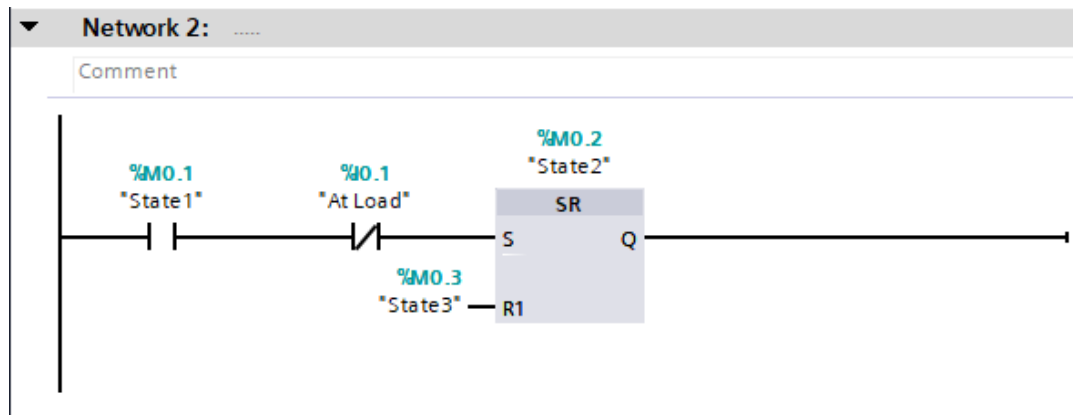 Network 2: .....
Comment
%M0.2
"State2"
%M0.1
%I0.1
"State1"
"At Load"
SR
S
Q
%M0.3
"State3"
R1